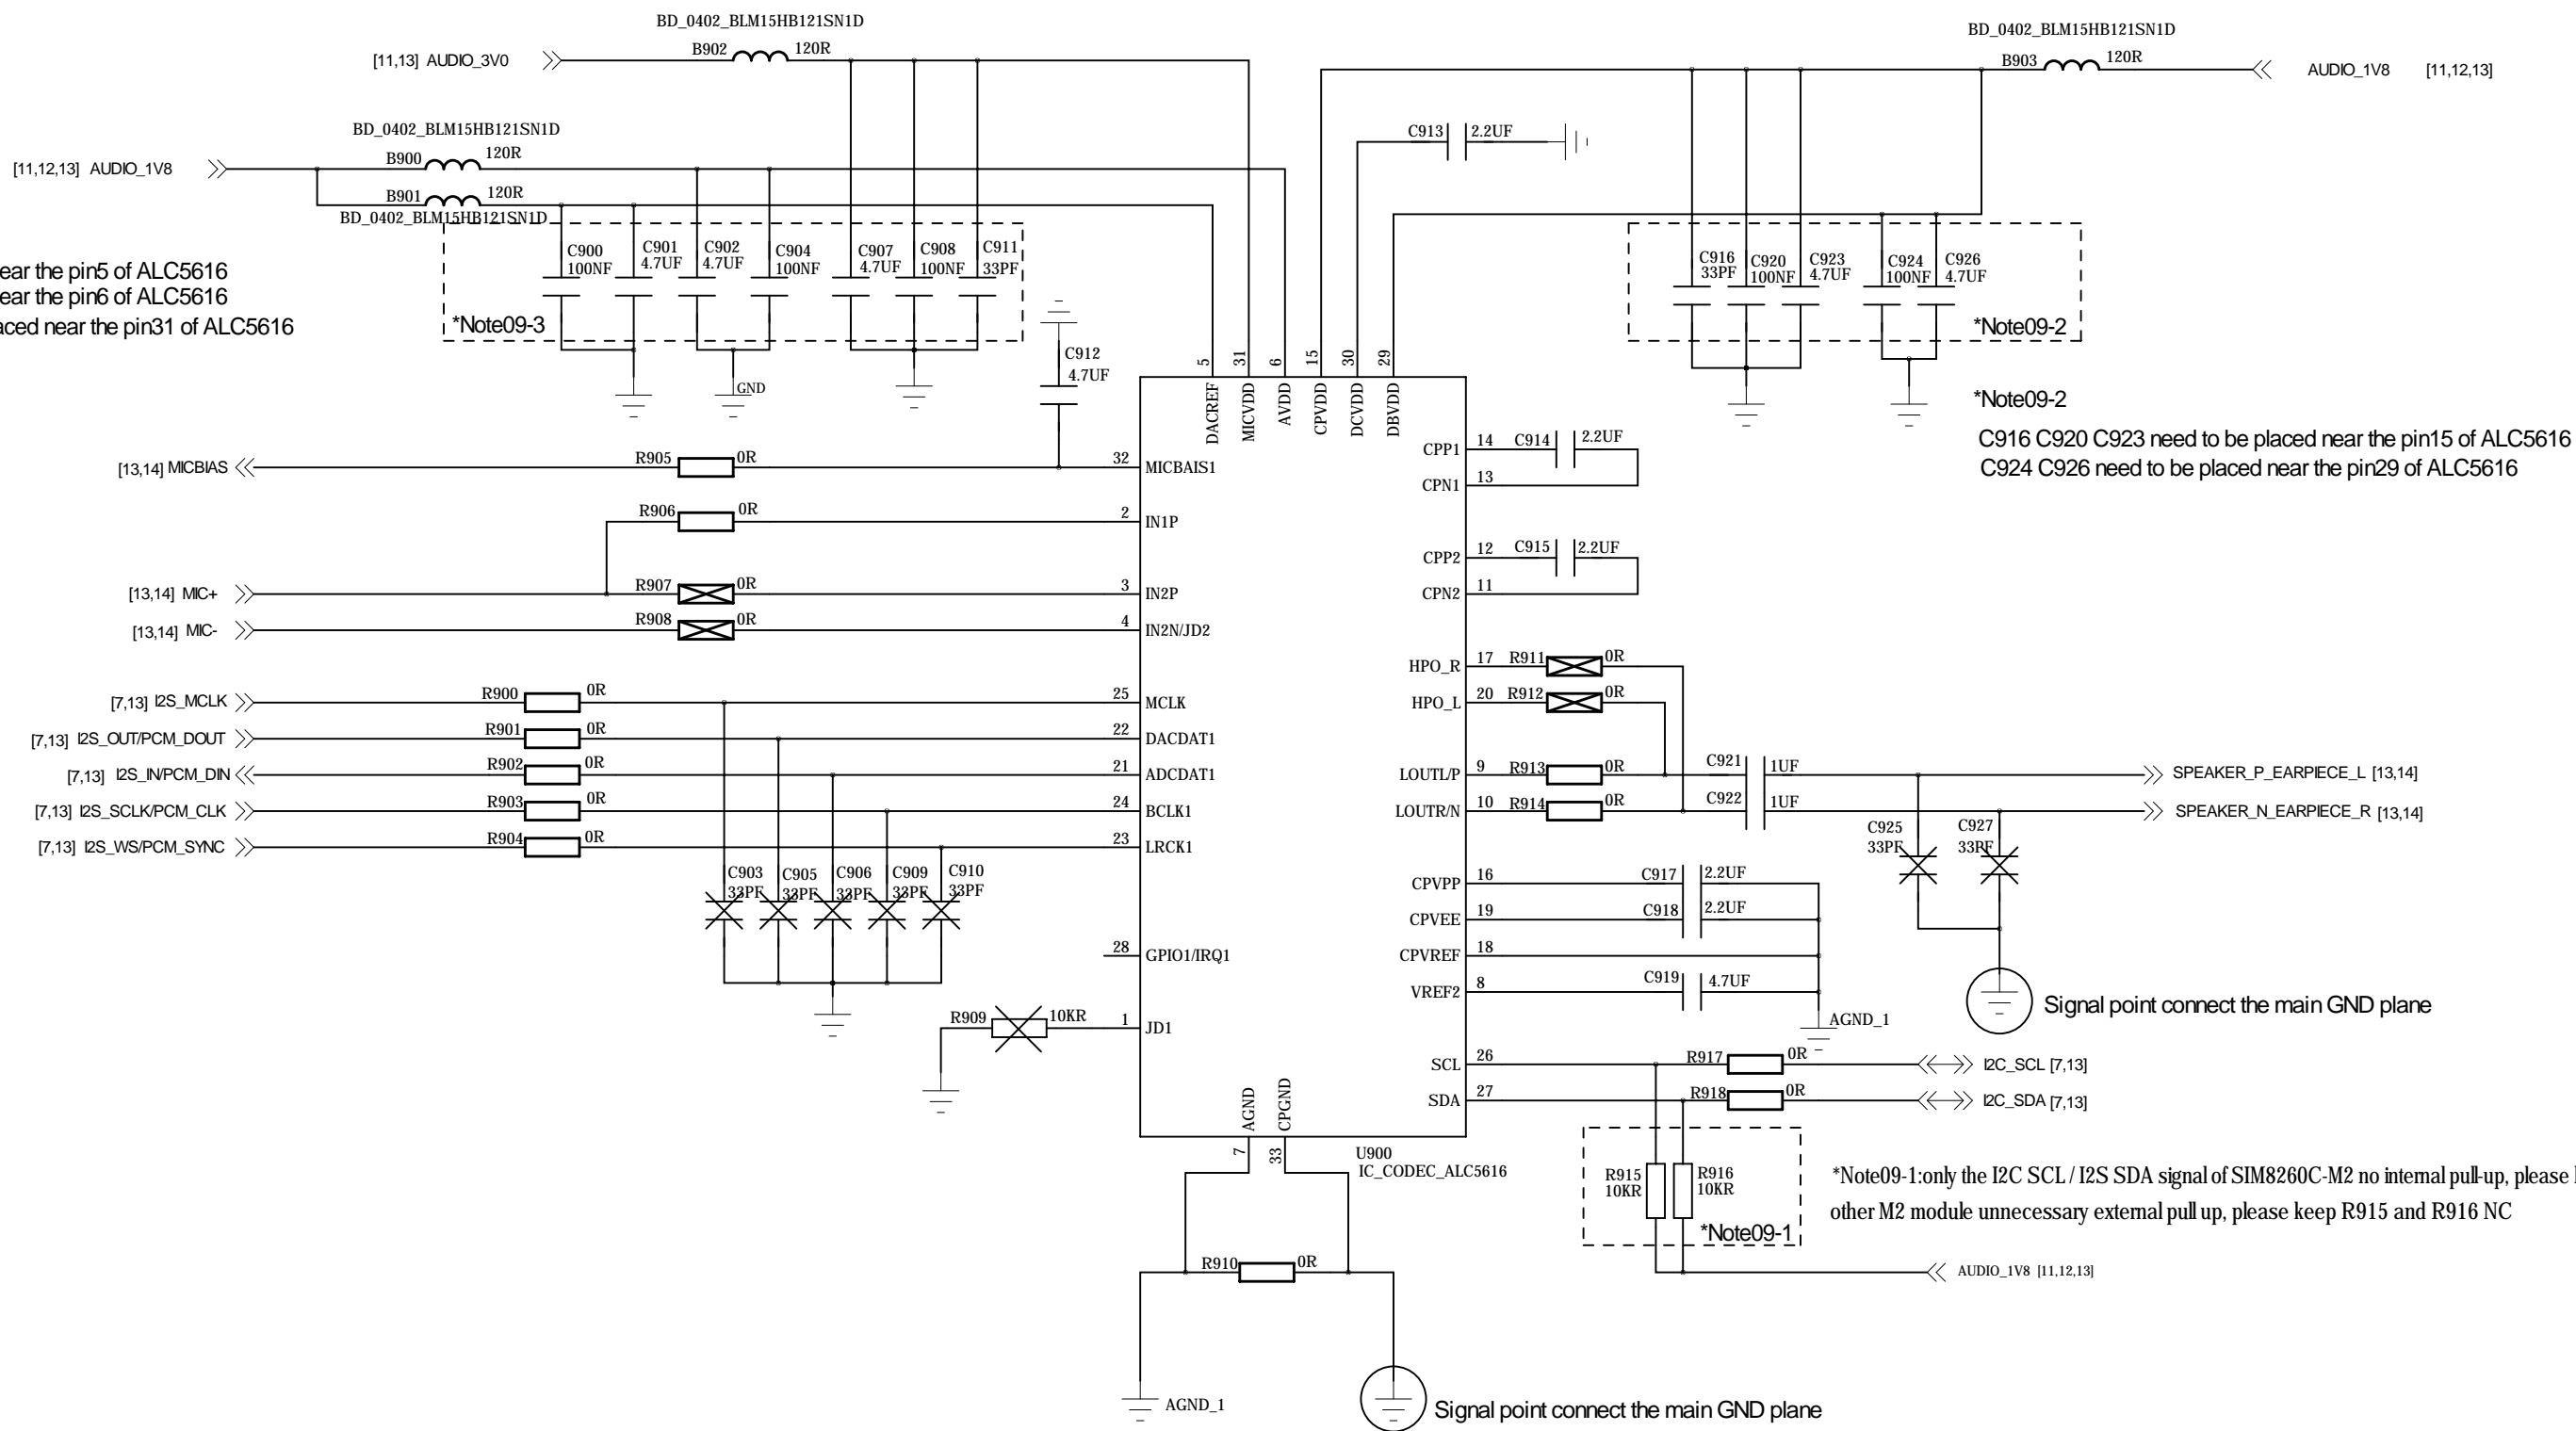 BD_0402_BLM15HB121SN1D
[11,13] AUDIO_3V0
B902 120R
BD_0402_BLM15HB121SN1D
B903 120R
AUDIO_1V8 [11,12,13]
BD_0402_BLM15HB121SN1D
[11,12,13] AUDIO_1V8
B900 120R
B901 120R
BD_0402_BLM15HB121SN1D
C913 2.2UF
C900 100NF
C901 4.7UF
C902 4.7UF
C904 100NF
C907 4.7UF
C908 100NF
C911 33PF
*Note09-3
GND
ear the pin5 of ALC5616
ear the pin6 of ALC5616
aced near the pin31 of ALC5616
C912 4.7UF
C916 33PF
C920 100NF
C923 4.7UF
C924 100NF
C926 4.7UF
*Note09-2
*Note09-2
C916 C920 C923 need to be placed near the pin15 of ALC5616
C924 C926 need to be placed near the pin29 of ALC5616
5 DACREF
31 MICVDD
6 AVDD
15 CPVDD
30 DCVDD
29 DBVDD
[13,14] MICBIAS R905 0R 32 MICBAIS1
R906 0R 2 IN1P
[13,14] MIC+ R907 0R 3 IN2P
[13,14] MIC- R908 0R 4 IN2N/JD2
[7,13] I2S_MCLK R900 0R 25 MCLK
[7,13] I2S_OUT/PCM_DOUT R901 0R 22 DACDAT1
[7,13] I2S_IN/PCM_DIN R902 0R 21 ADCDAT1
[7,13] I2S_SCLK/PCM_CLK R903 0R 24 BCLK1
[7,13] I2S_WS/PCM_SYNC R904 0R 23 LRCK1
C903 33PF
C905 33PF
C906 33PF
C909 33PF
C910 33PF
28 GPIO1/IRQ1
R909 10KR 1 JD1
CPP1 14 C914 2.2UF
CPN1 13
CPP2 12 C915 2.2UF
CPN2 11
HPO_R 17 R911 0R
HPO_L 20 R912 0R
LOUTL/P 9 R913 0R C921 1UF SPEAKER_P_EARPIECE_L [13,14]
LOUTR/N 10 R914 0R C922 1UF SPEAKER_N_EARPIECE_R [13,14]
C925 33PF
C927 33PF
CPVPP 16 C917 2.2UF
CPVEE 19 C918 2.2UF
CPVREF 18
VREF2 8 C919 4.7UF
AGND_1
Signal point connect the main GND plane
SCL 26 R917 0R I2C_SCL [7,13]
SDA 27 R918 0R I2C_SDA [7,13]
AGND 7
CPGND 33
U900
IC_CODEC_ALC5616
R915 10KR
R916 10KR
*Note09-1
*Note09-1:only the I2C SCL / I2S SDA signal of SIM8260C-M2 no internal pull-up, please
other M2 module unnecessary external pull up, please keep R915 and R916 NC
AUDIO_1V8 [11,12,13]
R910 0R
AGND_1
Signal point connect the main GND plane